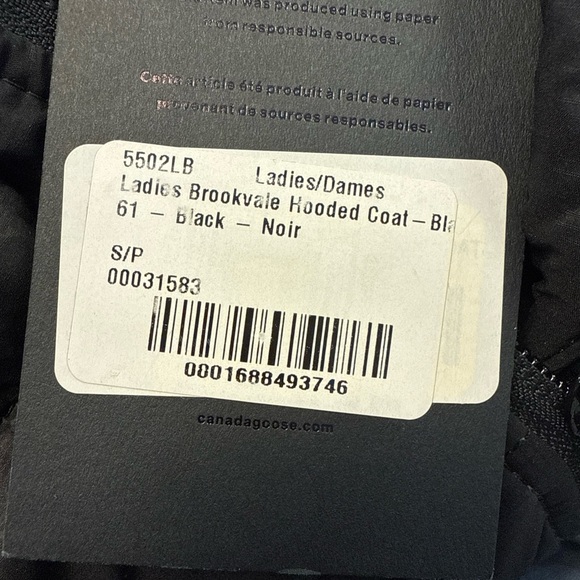 item was produced using paper
from responsible sources.
Cette article été produit à l'aide de papier
provenant de sources responsables.
5502LB Ladies/Dames
Ladies Brookvale Hooded Coat – Bla
61 – Black – Noir
S/P
00031583
0801688493746
canadagoose.com